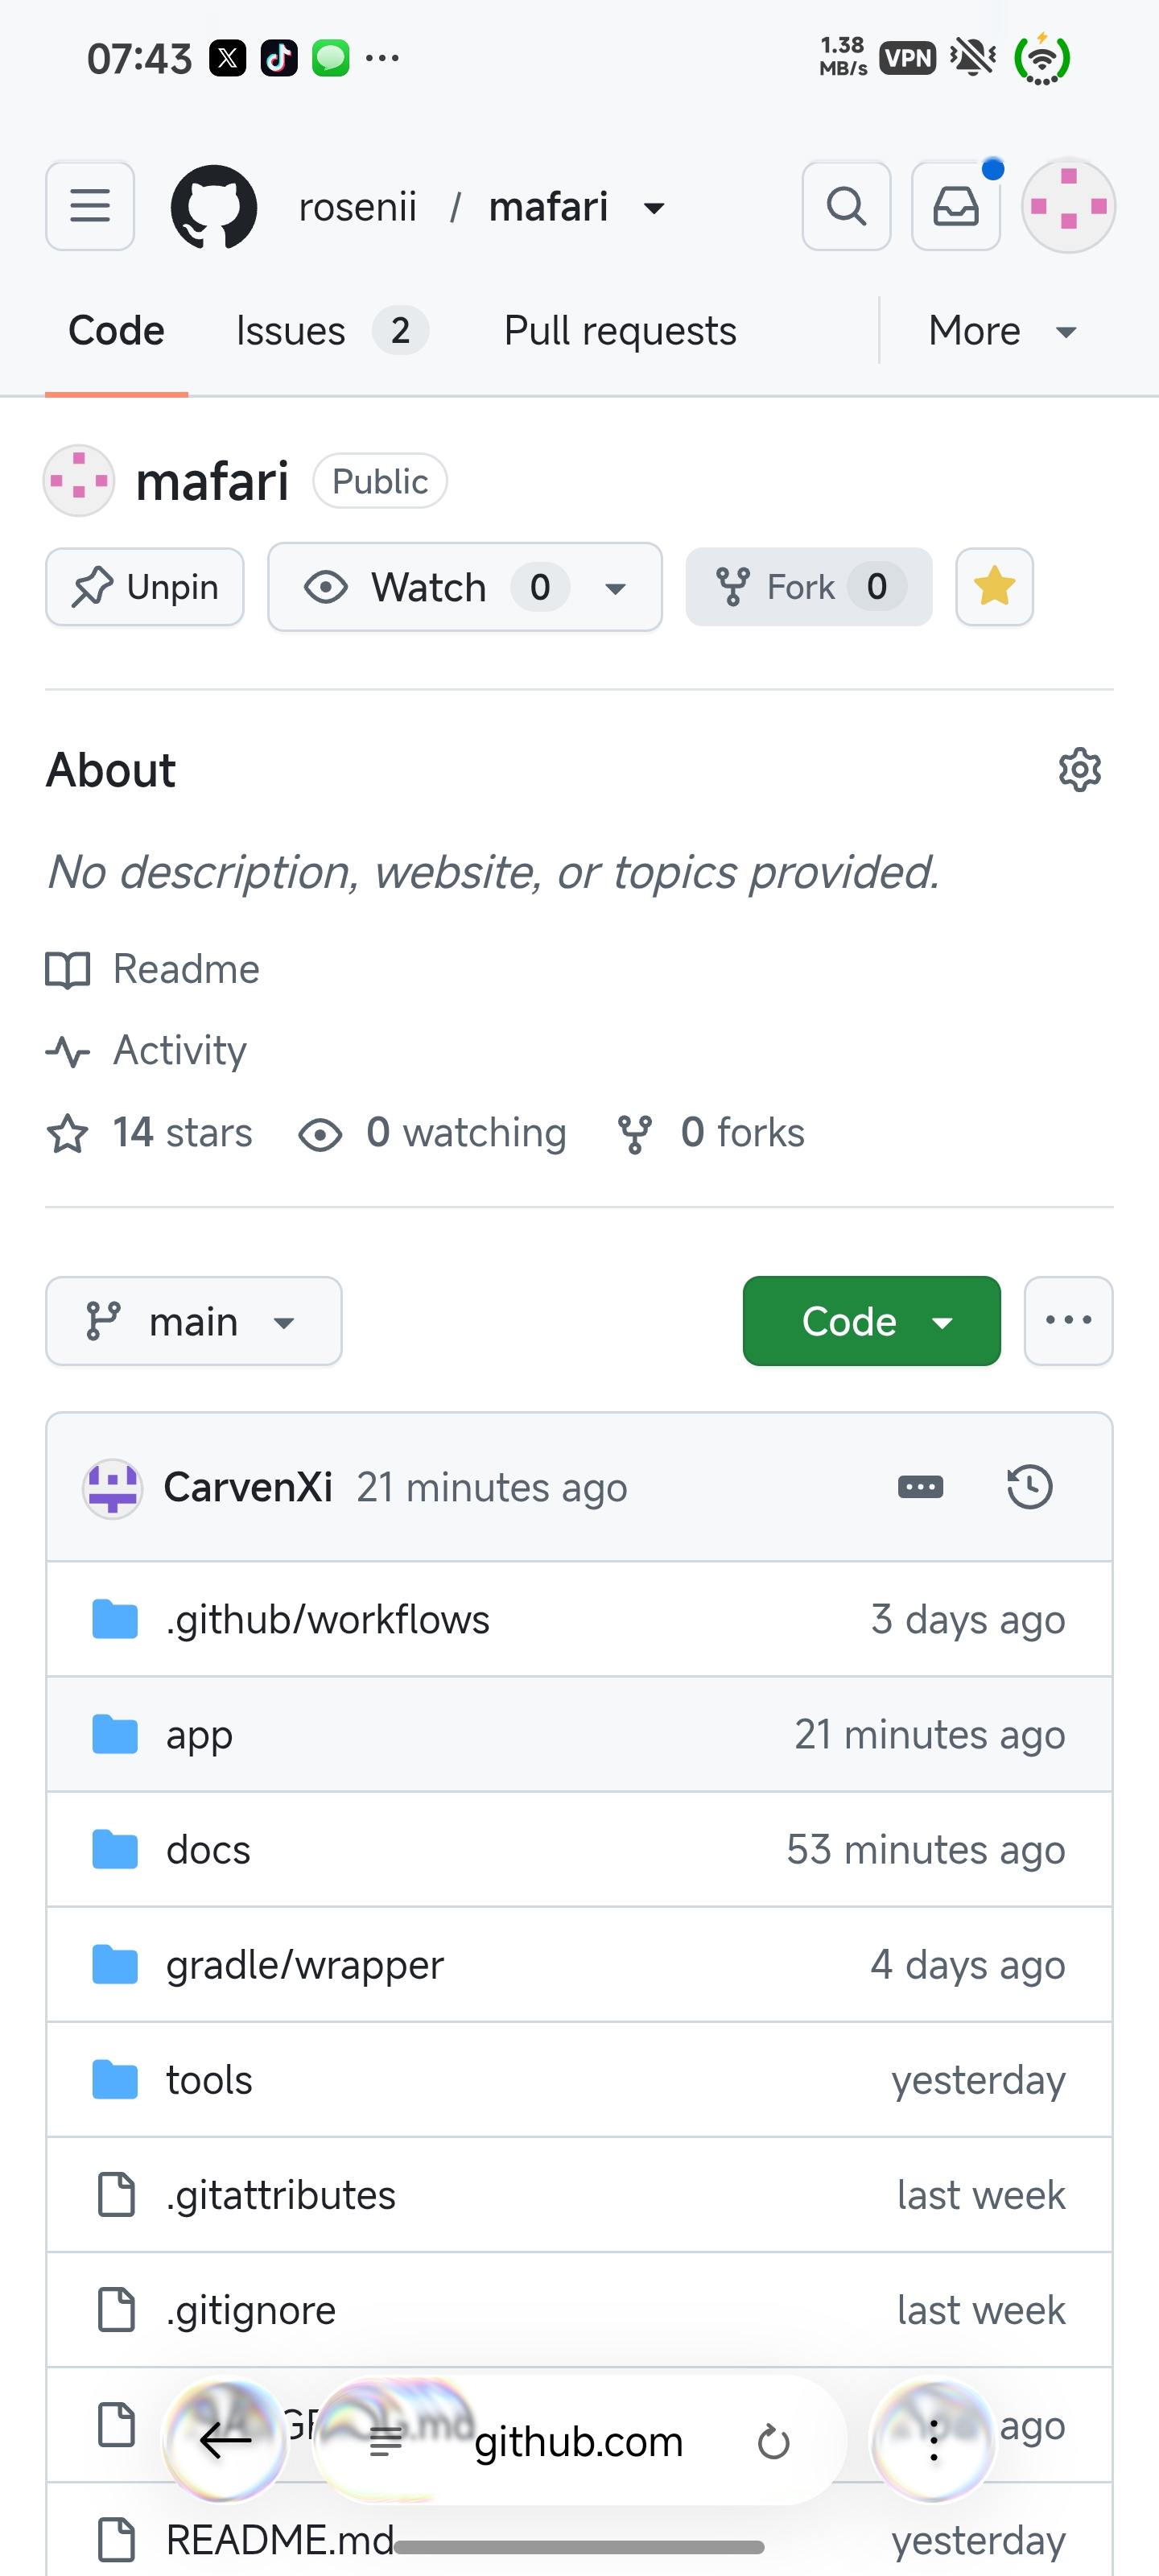 07:43
1.38
MB/s
VPN
rosenii / mafari
Code
Issues 2
Pull requests
More
mafari Public
Unpin
Watch 0
Fork 0
About
No description, website, or topics provided.
Readme
Activity
14 stars 0 watching 0 forks
main
Code
CarvenXi 21 minutes ago
.github/workflows 3 days ago
app 21 minutes ago
docs 53 minutes ago
gradle/wrapper 4 days ago
tools yesterday
.gitattributes last week
.gitignore last week
ago
github.com
README.md yesterday